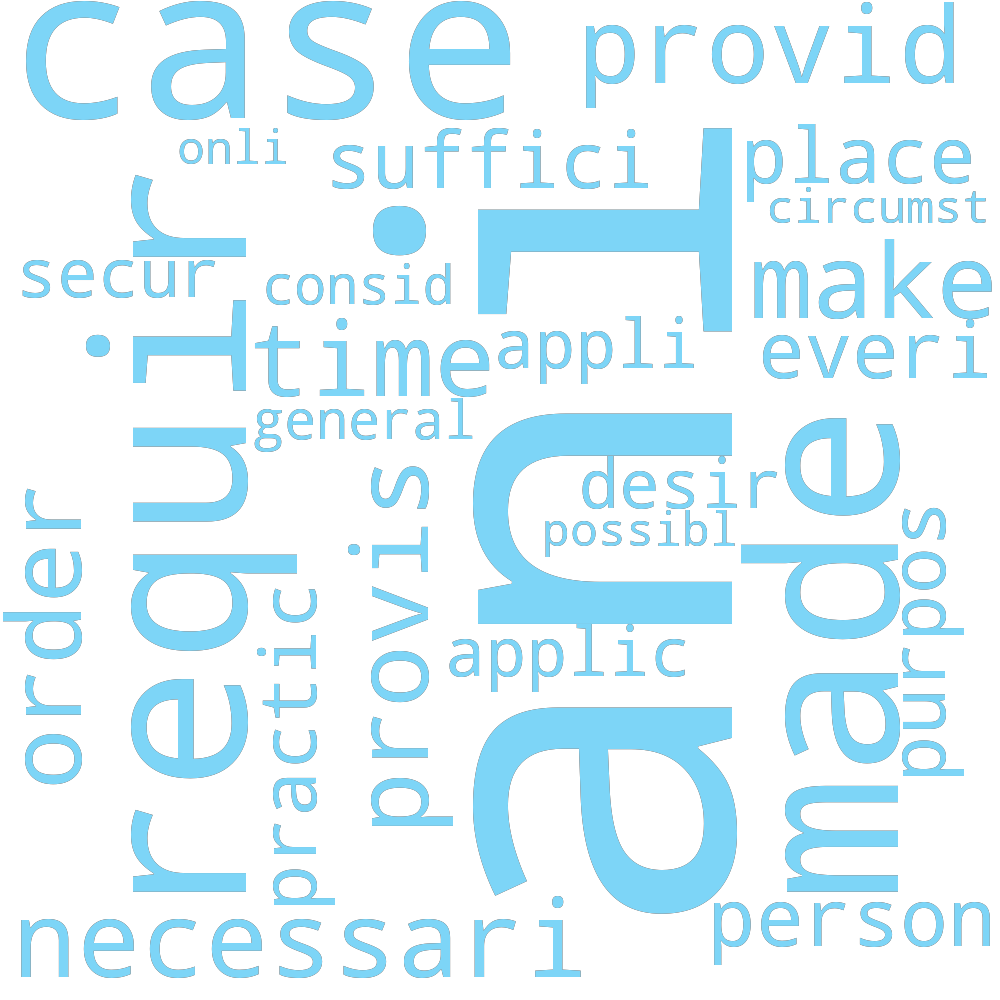 case
provid
onli
suffici
place
circumst
secur
consid
make
time
appli
everi
general
requir
ani
desir
possibl
made
order
practic
provis
applic
purpos
necessari
person